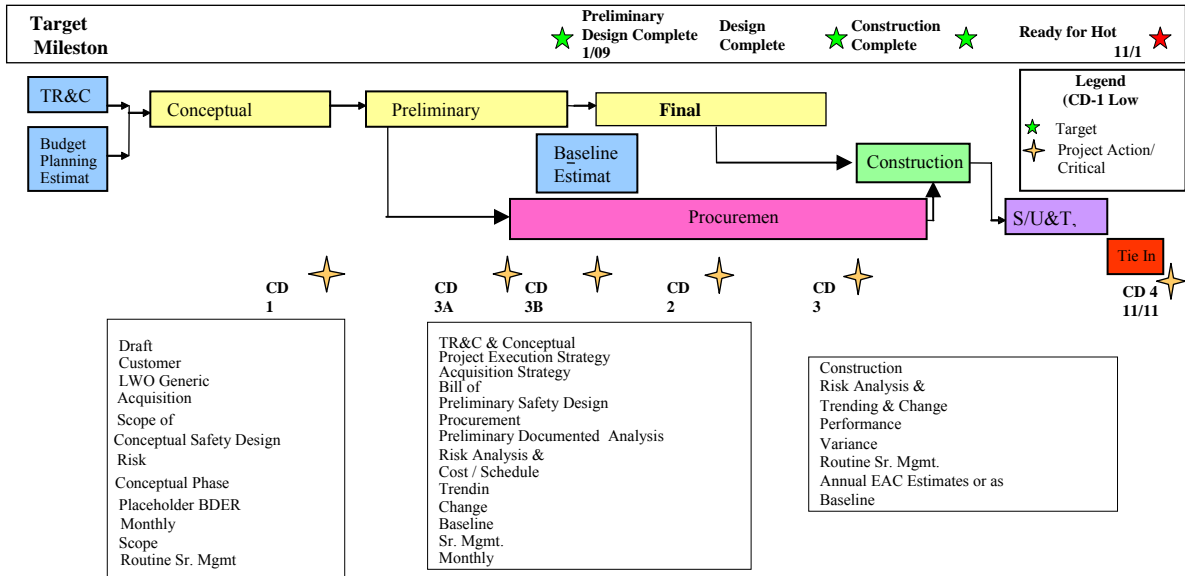 Target
Mileston
Preliminary
Design Complete
1/09
Design
Complete
Construction
Complete
Ready for Hot
11/1
Legend
(CD-1 Low
Target
Project Action/
Critical
TR&C
Budget
Planning
Estimat
Conceptual
Preliminary
Final
Baseline
Estimat
Construction
Procuremen
S/U&T,
Tie In
CD
1
CD
3A
CD
3B
CD
2
CD
3
CD 4
11/11
Draft
Customer
LWO Generic
Acquisition
Scope of
Conceptual Safety Design
Risk
Conceptual Phase
Placeholder BDER
Monthly
Scope
Routine Sr. Mgmt
TR&C & Conceptual
Project Execution Strategy
Acquisition Strategy
Bill of
Preliminary Safety Design
Procurement
Preliminary Documented Analysis
Risk Analysis &
Cost / Schedule
Trendin
Change
Baseline
Sr. Mgmt.
Monthly
Construction
Risk Analysis &
Trending & Change
Performance
Variance
Routine Sr. Mgmt.
Annual EAC Estimates or as
Baseline